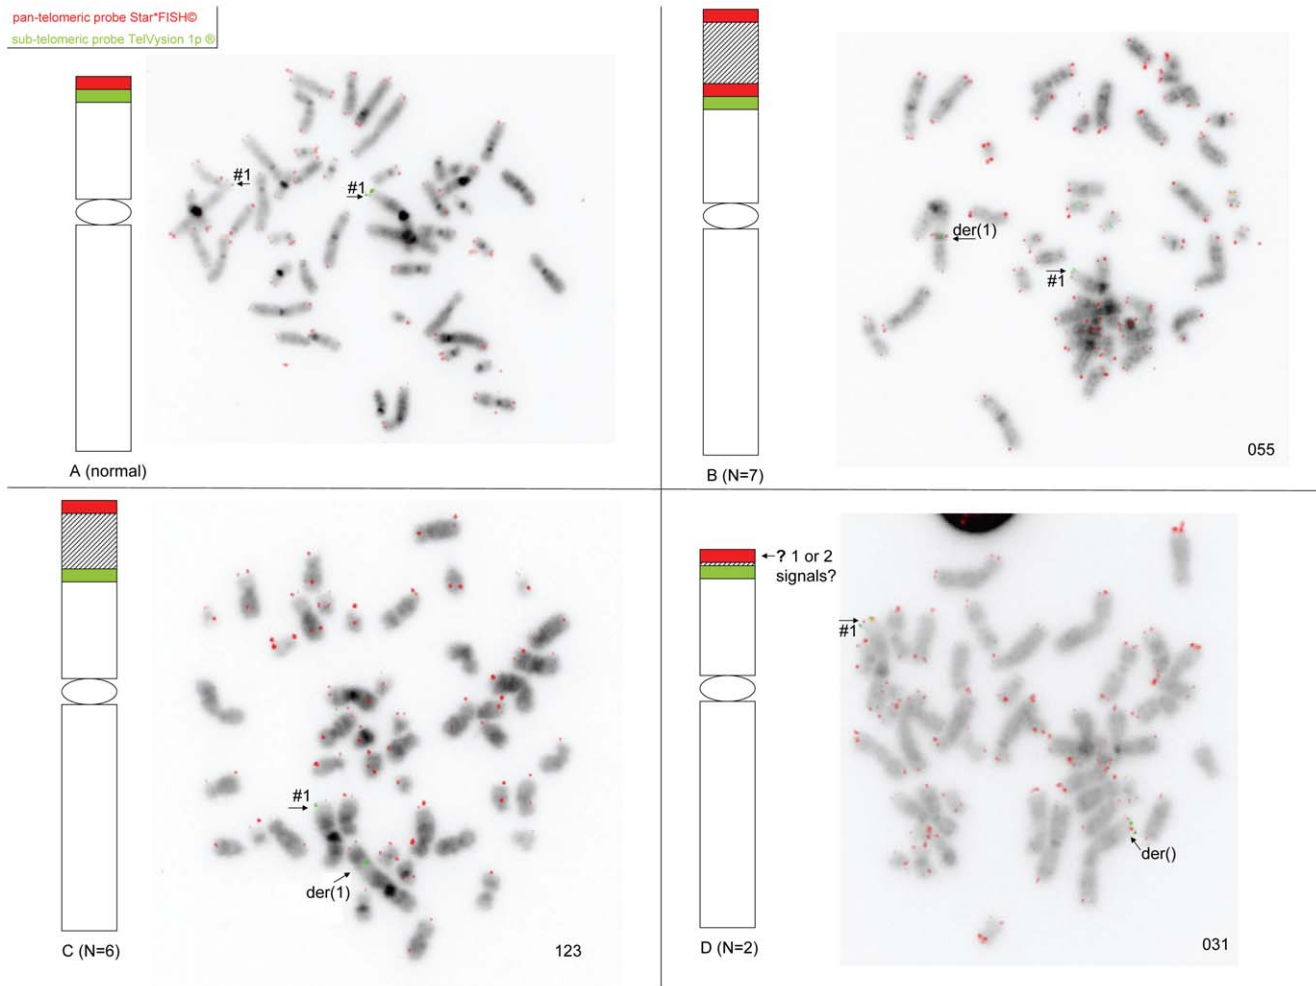 pan-telomeric probe Star*FISH©
sub-telomeric probe TelVysion 1p ®
#1
#1
A (normal)
der(1)
#1
055
B (N=7)
#1
der(1)
123
C (N=6)
? 1 or 2
signals?
#1
der()
031
D (N=2)